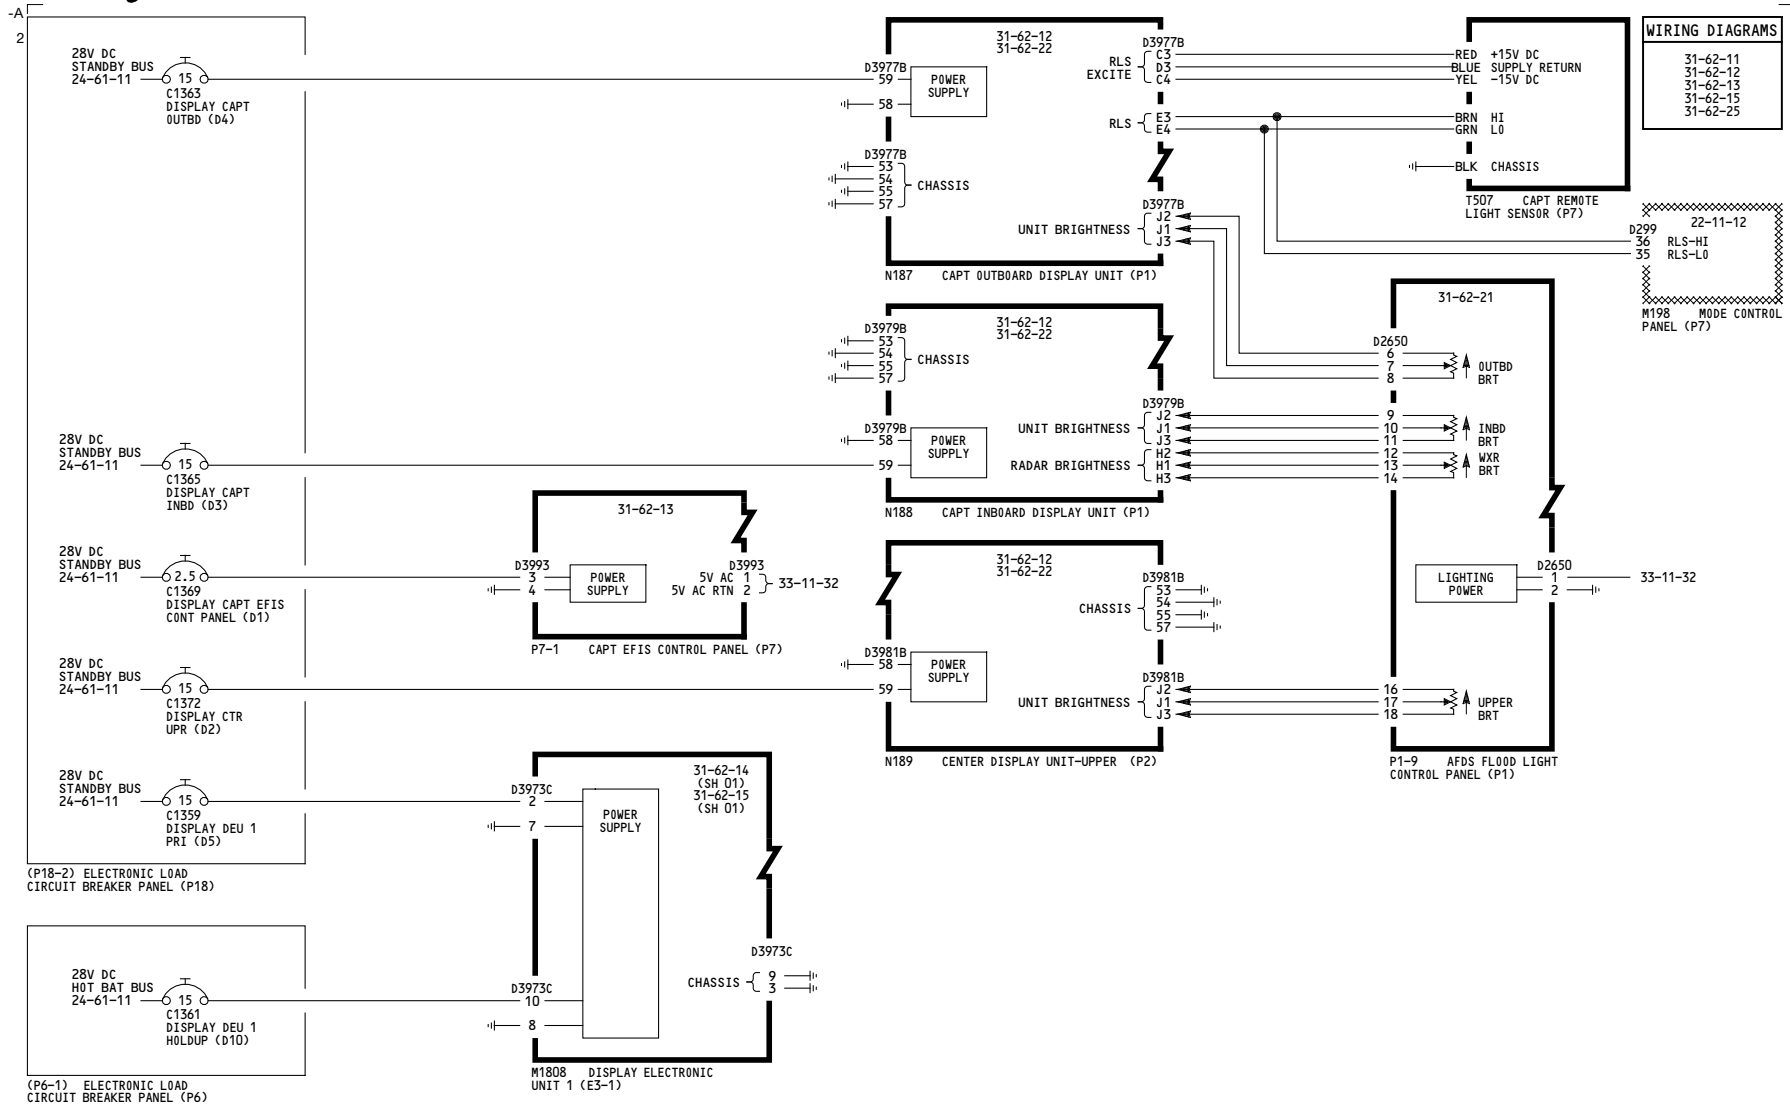 -A
2
28V DC
STANDBY BUS
24-61-11
15
C1363
DISPLAY CAPT
OUTBD (D4)
28V DC
STANDBY BUS
24-61-11
15
C1365
DISPLAY CAPT
INBD (D3)
28V DC
STANDBY BUS
24-61-11
2.5
C1369
DISPLAY CAPT EFIS
CONT PANEL (D1)
28V DC
STANDBY BUS
24-61-11
15
C1372
DISPLAY CTR
UPR (D2)
28V DC
STANDBY BUS
24-61-11
15
C1359
DISPLAY DEU 1
PRI (D5)
(P18-2) ELECTRONIC LOAD
CIRCUIT BREAKER PANEL (P18)
28V DC
HOT BAT BUS
24-61-11
15
C1361
DISPLAY DEU 1
HOLDUP (D10)
(P6-1) ELECTRONIC LOAD
CIRCUIT BREAKER PANEL (P6)
31-62-13
D3993
3
4
POWER
SUPPLY
D3993
5V AC 1
5V AC RTN 2
33-11-32
P7-1 CAPT EFIS CONTROL PANEL (P7)
31-62-14
(SH 01)
31-62-15
(SH 01)
D3973C
2
7
POWER
SUPPLY
D3973C
10
8
D3973C
CHASSIS
9
3
M1808 DISPLAY ELECTRONIC
UNIT 1 (E3-1)
31-62-12
31-62-22
D3977B
59
58
POWER
SUPPLY
D3977B
53
54
55
57
CHASSIS
D3977B
RLS
EXCITE
C3
D3
C4
RLS
E3
E4
D3977B
UNIT BRIGHTNESS
J2
J1
J3
N187 CAPT OUTBOARD DISPLAY UNIT (P1)
31-62-12
31-62-22
D3979B
53
54
55
57
CHASSIS
D3979B
58
59
POWER
SUPPLY
D3979B
UNIT BRIGHTNESS
J2
J1
J3
RADAR BRIGHTNESS
H2
H1
H3
N188 CAPT INBOARD DISPLAY UNIT (P1)
31-62-12
31-62-22
D3981B
CHASSIS
53
54
55
57
D3981B
58
59
POWER
SUPPLY
D3981B
UNIT BRIGHTNESS
J2
J1
J3
N189 CENTER DISPLAY UNIT-UPPER (P2)
RED +15V DC
BLUE SUPPLY RETURN
YEL -15V DC
BRN HI
GRN LO
BLK CHASSIS
T507 CAPT REMOTE
LIGHT SENSOR (P7)
WIRING DIAGRAMS
31-62-11
31-62-12
31-62-13
31-62-15
31-62-25
22-11-12
D299
36 RLS-HI
35 RLS-LO
M198 MODE CONTROL
PANEL (P7)
31-62-21
D2650
6
7
8
OUTBD
BRT
9
10
11
INBD
BRT
12
13
14
WXR
BRT
LIGHTING
POWER
D2650
1
2
33-11-32
16
17
18
UPPER
BRT
P1-9 AFDS FLOOD LIGHT
CONTROL PANEL (P1)